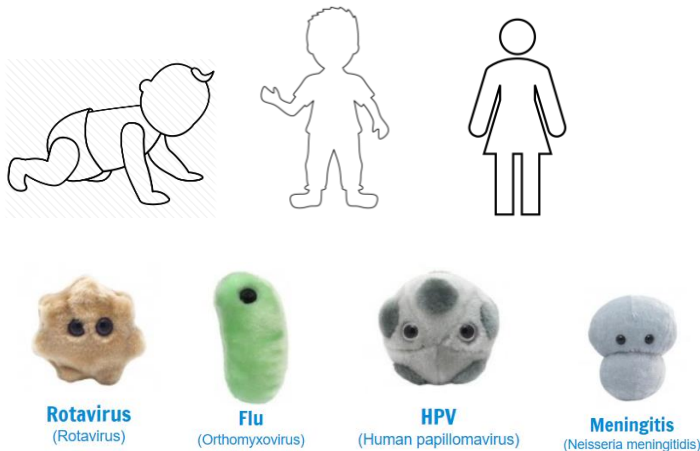 Rotavirus
(Rotavirus)
Flu
(Orthomyxovirus)
HPV
(Human papillomavirus)
Meningitis
(Neisseria meningitidis)